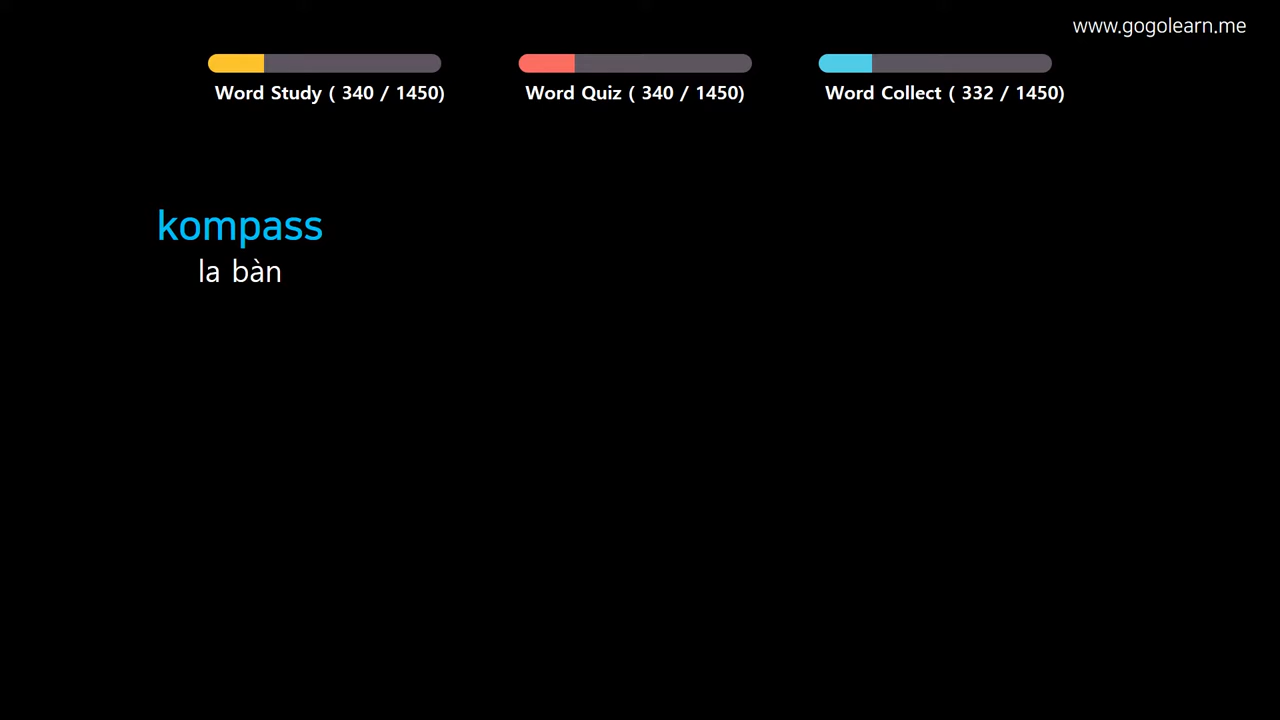 www.gogolearn.me
Word Study ( 340 / 1450)
Word Quiz ( 340 / 1450)
Word Collect ( 332 / 1450)
kompass
la bàn